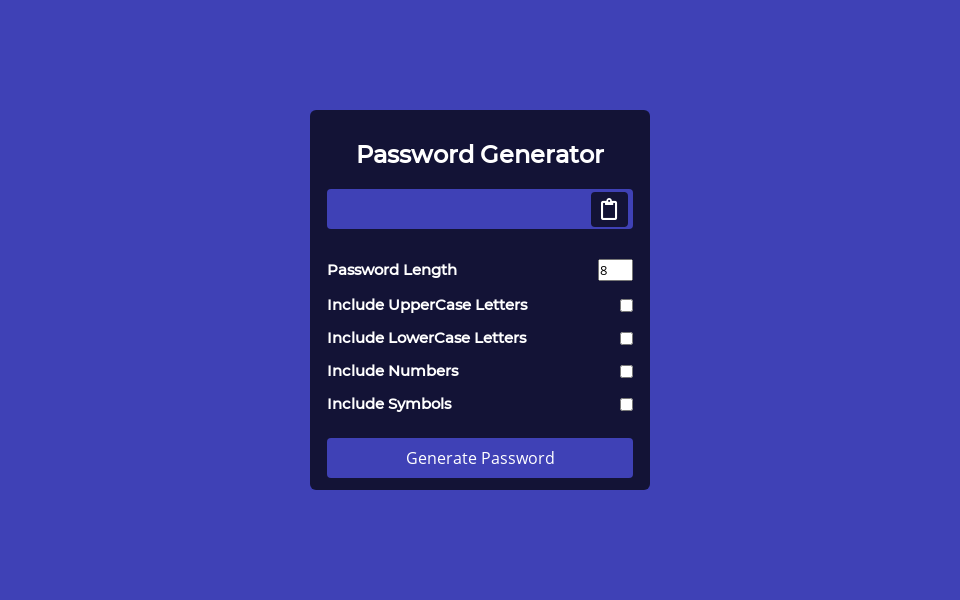 Password Generator
Password Length 8
Include UpperCase Letters
Include LowerCase Letters
Include Numbers
Include Symbols
Generate Password